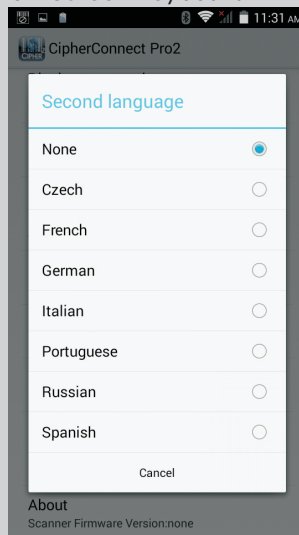 11:31 AM
CipherConnect Pro2
Second language
None
Czech
French
German
Italian
Portuguese
Russian
Spanish
Cancel
About
Scanner Firmware Version:none